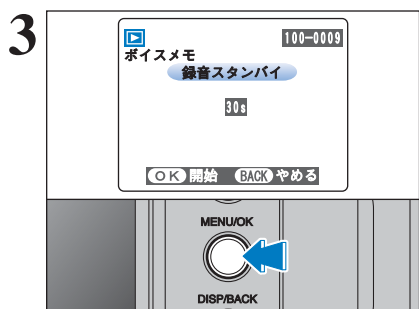 3
100-0009
ボイスメモ
録音スタンバイ
30s
OK 開始 BACK やめる
MENU/OK
DISP/BACK